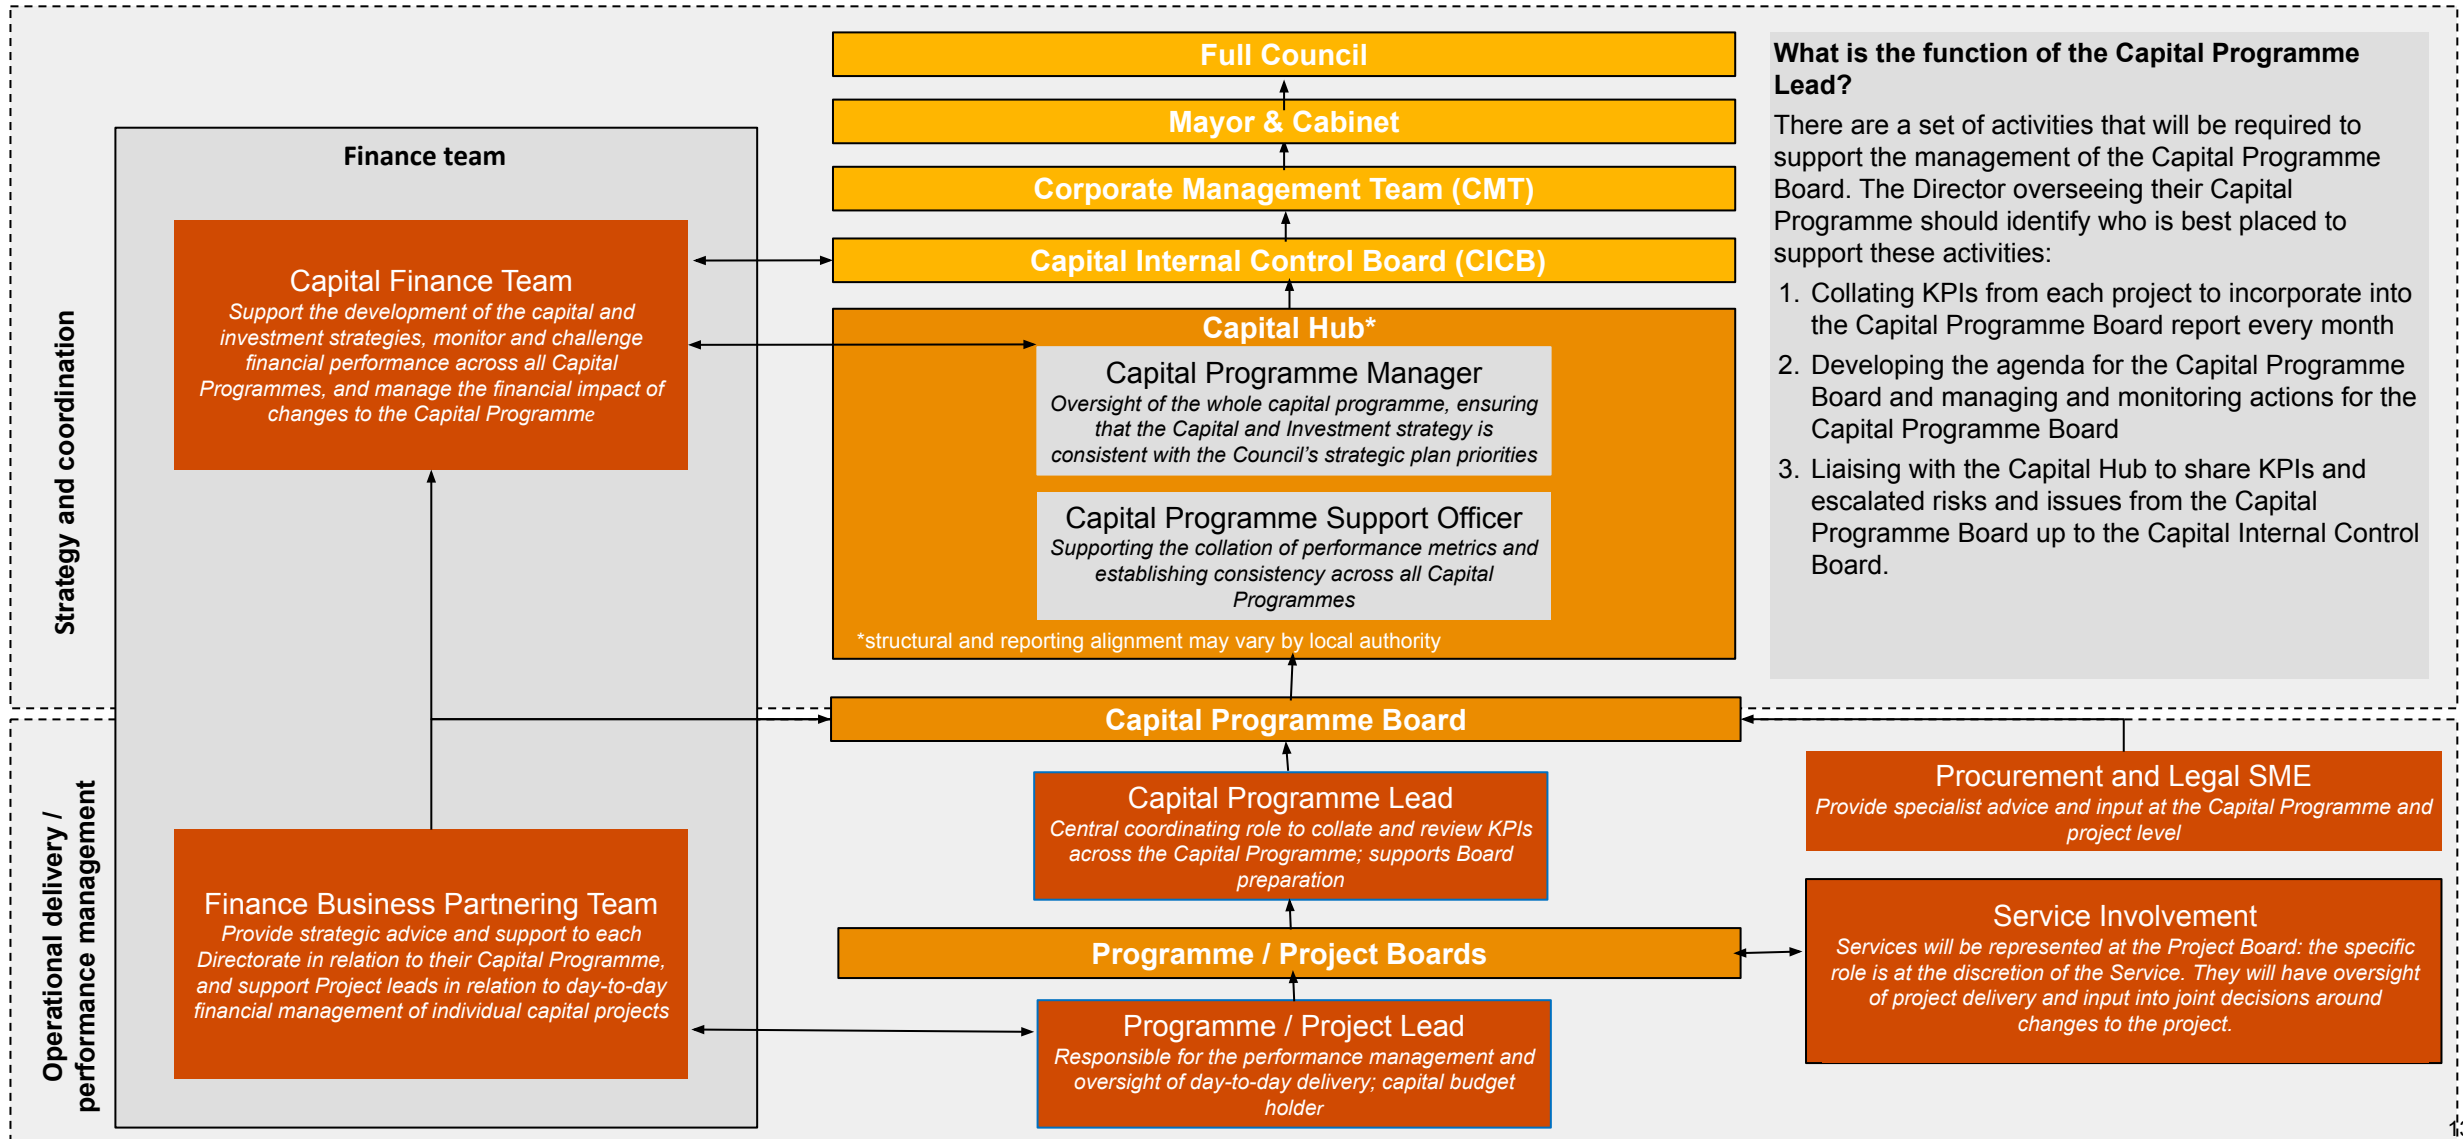 Strategy and coordination
Finance team
Capital Finance Team
Support the development of the capital and
investment strategies, monitor and challenge
financial performance across all Capital
Programmes, and manage the financial impact of
changes to the Capital Programme
Full Council
Mayor & Cabinet
Corporate Management Team (CMT)
Capital Internal Control Board (CICB)
Capital Hub*
Capital Programme Manager
Oversight of the whole capital programme, ensuring
that the Capital and Investment strategy is
consistent with the Council's strategic plan priorities
Capital Programme Support Officer
Supporting the collation of performance metrics and
establishing consistency across all Capital
Programmes
*structural and reporting alignment may vary by local authority
What is the function of the Capital Programme
Lead?
There are a set of activities that will be required to
support the management of the Capital Programme
Board. The Director overseeing their Capital
Programme should identify who is best placed to
support these activities:
1. Collating KPIs from each project to incorporate into
the Capital Programme Board report every month
2. Developing the agenda for the Capital Programme
Board and managing and monitoring actions for the
Capital Programme Board
3. Liaising with the Capital Hub to share KPIs and
escalated risks and issues from the Capital
Programme Board up to the Capital Internal Control
Board.
Capital Programme Board
Operational delivery /
performance management
Finance Business Partnering Team
Provide strategic advice and support to each
Directorate in relation to their Capital Programme,
and support Project leads in relation to day-to-day
financial management of individual capital projects
Capital Programme Lead
Central coordinating role to collate and review KPIs
across the Capital Programme; supports Board
preparation
Programme / Project Boards
Programme / Project Lead
Responsible for the performance management and
oversight of day-to-day delivery; capital budget
holder
Procurement and Legal SME
Provide specialist advice and input at the Capital Programme and
project level
Service Involvement
Services will be represented at the Project Board: the specific
role is at the discretion of the Service. They will have oversight
of project delivery and input into joint decisions around
changes to the project.